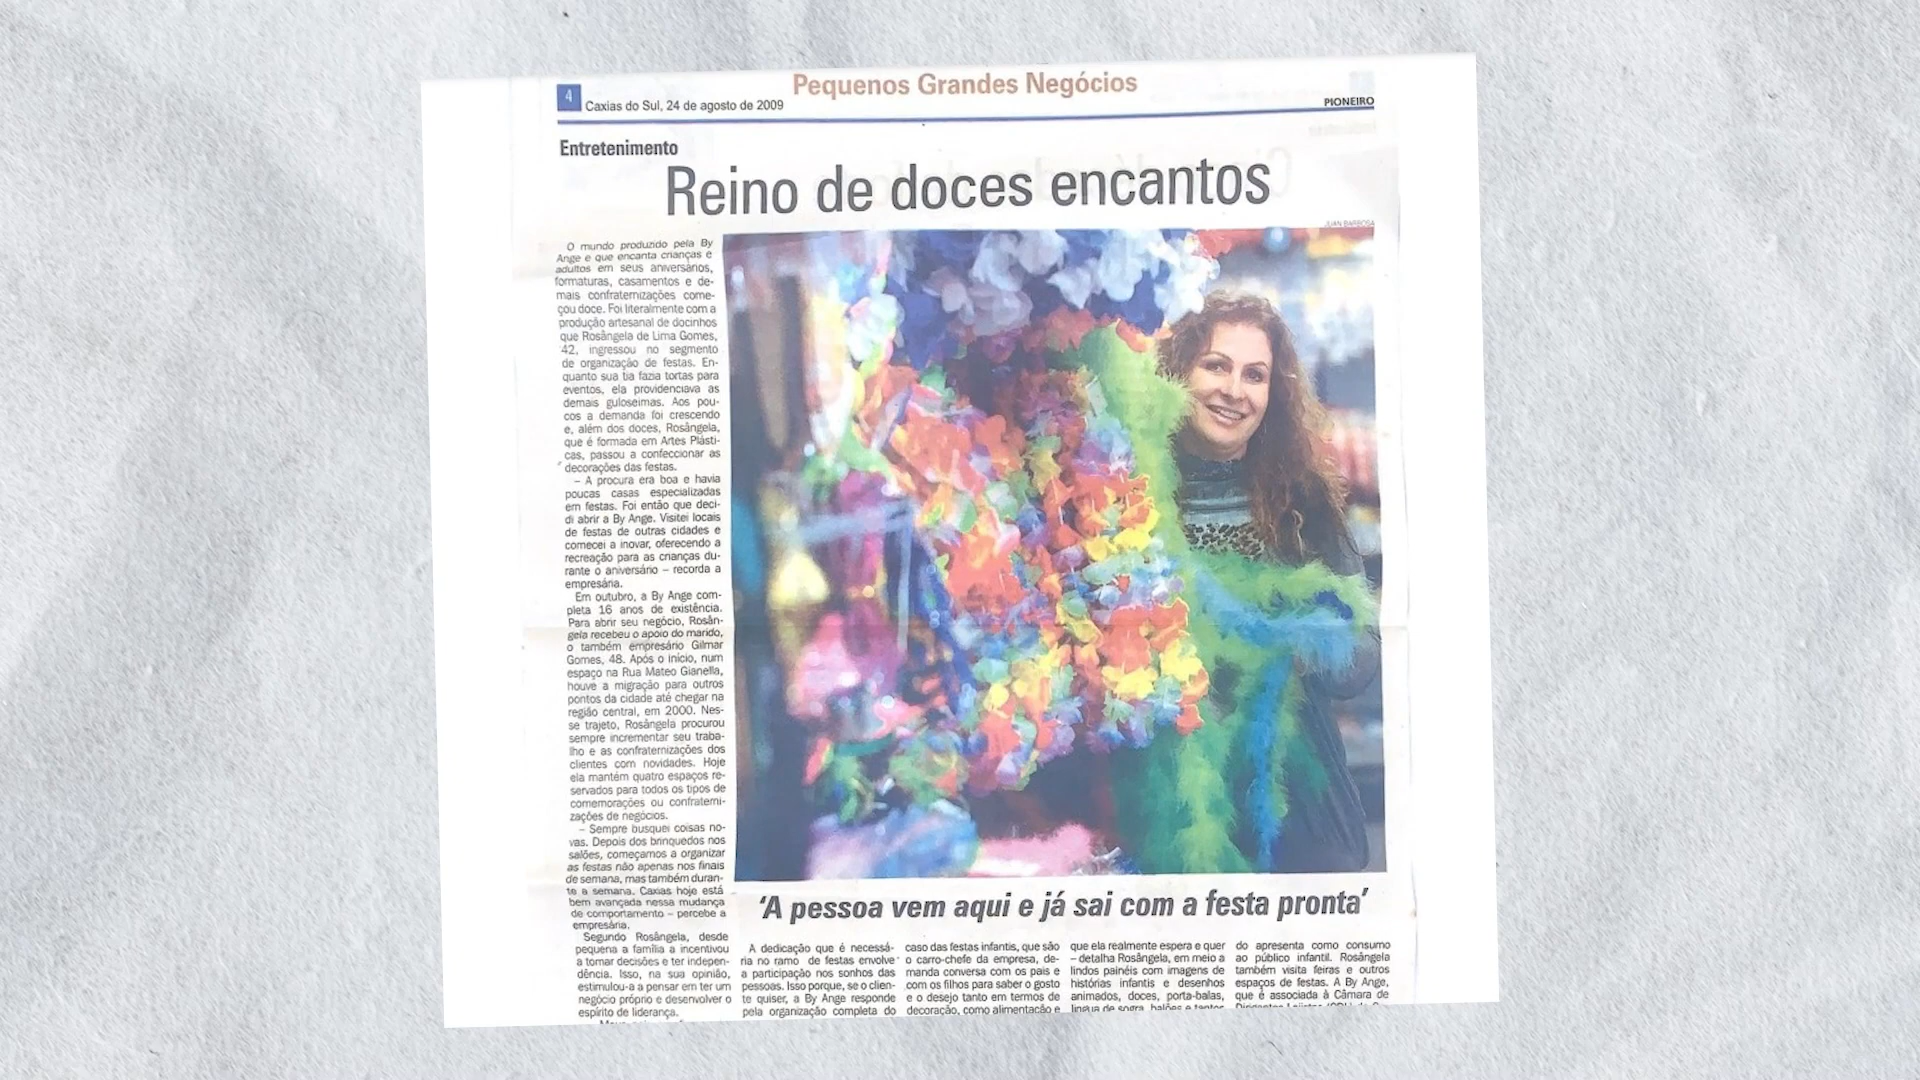 Pequenos Grandes Negócios
4
Caxias do Sul, 24 de agosto de 2009
PIONEIRO
Entretenimento
Reino de doces encantos
JUAN BARBOSA
O mundo produzido pela By
Ange e que encanta crianças e
adultos em seus aniversários,
formaturas, casamentos e de-
mais confraternizações come-
çou doce. Foi literalmente com a
produção artesanal de docinhos
que Rosângela de Lima Gomes,
42, ingressou no segmento
de organização de festas. En-
quanto sua tia fazia tortas para
eventos, ela providenciava as
demais guloseimas. Aos pou-
cos a demanda foi crescendo
e, além dos doces, Rosângela,
que é formada em Artes Plásti-
cas, passou a confeccionar as
decorações das festas.
– A procura era boa e havia
poucas casas especializadas
em festas. Foi então que deci-
di abrir a By Ange. Visitei locais
de festas de outras cidades e
comecei a inovar, oferecendo a
recreação para as crianças du-
rante o aniversário – recorda a
empresária.
Em outubro, a By Ange com-
pleta 16 anos de existência.
Para abrir seu negócio, Rosân-
gela recebeu o apoio do marido,
o também empresário Gilmar
Gomes, 48. Após o início, num
espaço na Rua Mateo Gianella,
houve a migração para outros
pontos da cidade até chegar na
região central, em 2000. Nes-
se trajeto, Rosângela procurou
sempre incrementar seu traba-
lho e as confraternizações dos
clientes com novidades. Hoje
ela mantém quatro espaços re-
servados para todos os tipos de
comemorações ou confraterni-
zações de negócios.
– Sempre busquei coisas no-
vas. Depois dos brinquedos nos
salões, começamos a organizar
as festas não apenas nos finais
de semana, mas também duran-
te a semana. Caxias hoje está
bem avançada nessa mudança
de comportamento – percebe a
empresária.
Segundo Rosângela, desde
pequena a família a incentivou
a tomar decisões e ter indepen-
dência. Isso, na sua opinião,
estimulou-a a pensar em ter um
negócio próprio e desenvolver o
espírito de liderança.
'A pessoa vem aqui e já sai com a festa pronta'
A dedicação que é necessá-
ria no ramo de festas envolve
a participação nos sonhos das
pessoas. Isso porque, se o clien-
te quiser, a By Ange responde
pela organização completa do
caso das festas infantis, que são
o carro-chefe da empresa, de-
manda conversa com os pais e
com os filhos para saber o gosto
e o desejo tanto em termos de
decoração, como alimentação e
que ela realmente espera e quer
– detalha Rosângela, em meio a
lindos painéis com imagens de
histórias infantis e desenhos
animados, doces, porta-balas,
língua de sogra, balões e tantos
do apresenta como consumo
ao público infantil. Rosângela
também visita feiras e outros
espaços de festas. A By Ange,
que é associada à Câmara de
Dirigentes Lojistas (CDL) de